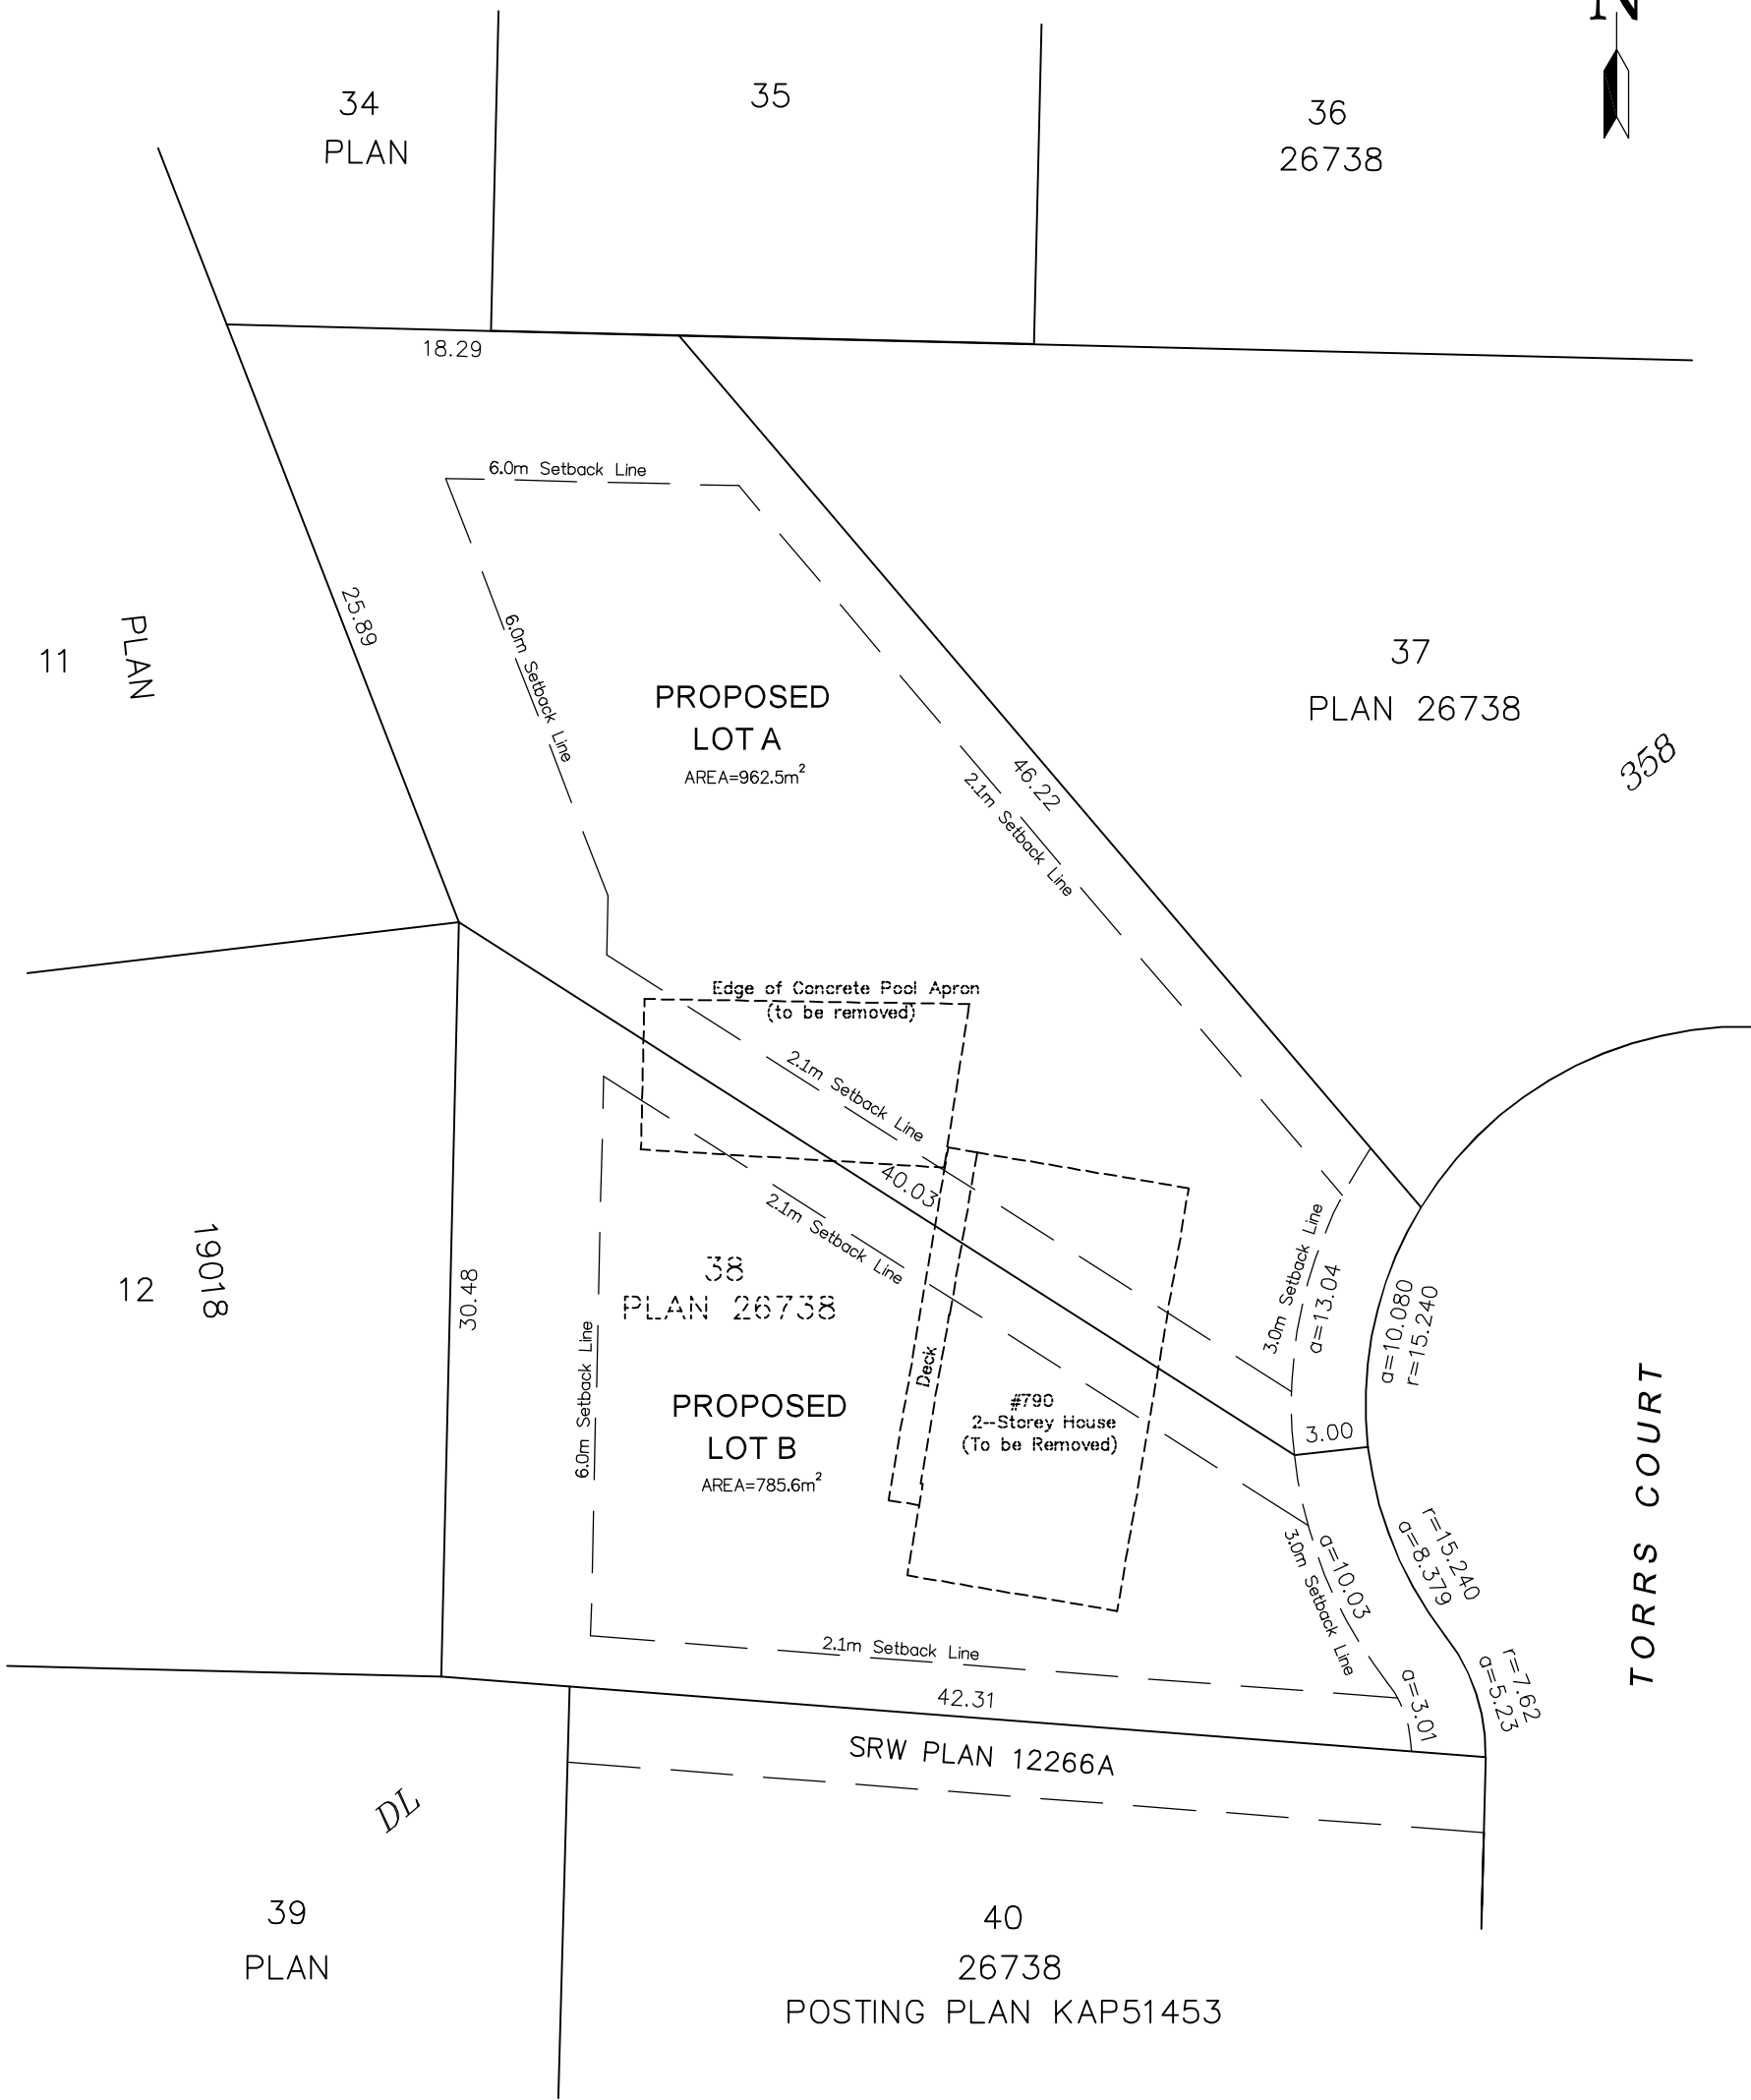 N
34
PLAN
35
36
26738
18.29
6.0m Setback Line
25.89
6.0m Setback Line
11
PLAN
PROPOSED
LOT A
AREA=962.5m²
46.22
2.1m Setback Line
37
PLAN 26738
358
Edge of Concrete Pool Apron
(to be removed)
2.1m Setback Line
40.03
2.1m Setback Line
3.0m Setback Line
a=13.04
a=10.080
r=15.240
12
19018
30.48
38
PLAN 26738
6.0m Setback Line
PROPOSED
LOT B
AREA=785.6m²
Deck
#790
2--Storey House
(To be Removed)
3.00
TORRS COURT
r=15.240
a=8.379
a=10.03
3.0m Setback Line
2.1m Setback Line
r=7.62
a=5.23
a=3.01
42.31
SRW PLAN 12266A
DL
39
PLAN
40
26738
POSTING PLAN KAP51453